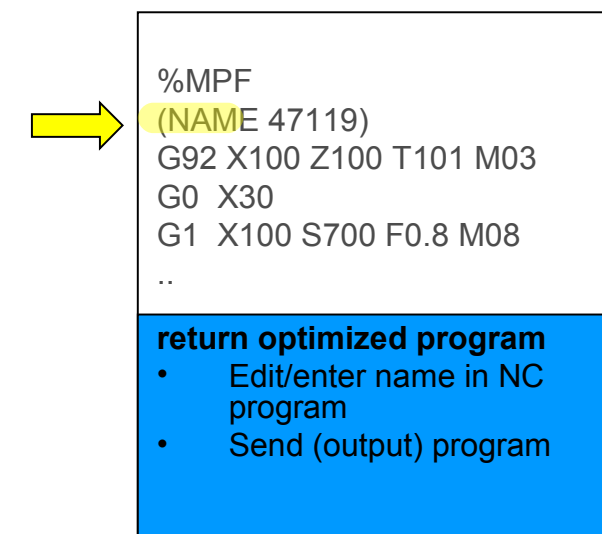 %MPF
(NAME 47119)
G92 X100 Z100 T101 M03
G0 X30
G1 X100 S700 F0.8 M08
..
return optimized program
• Edit/enter name in NC
program
• Send (output) program